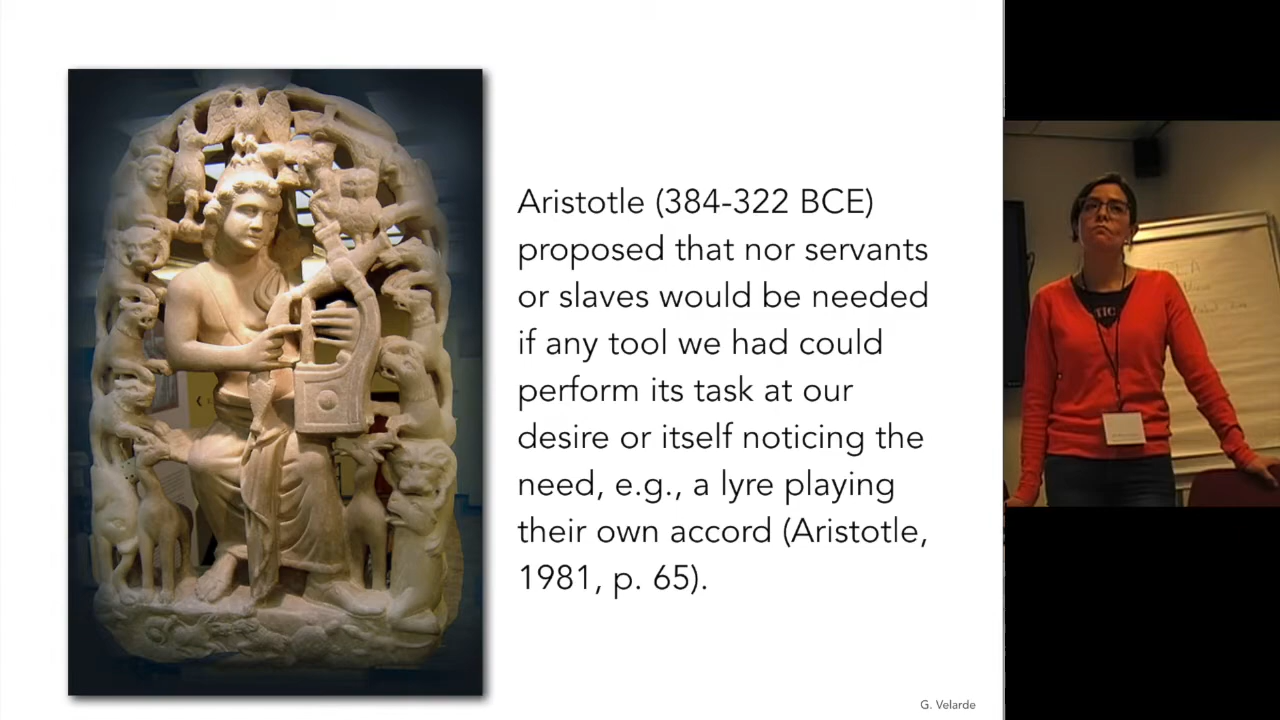 Aristotle (384-322 BCE)
proposed that nor servants
or slaves would be needed
if any tool we had could
perform its task at our
desire or itself noticing the
need, e.g., a lyre playing
their own accord (Aristotle,
1981, p. 65).
G. Velarde
TIC